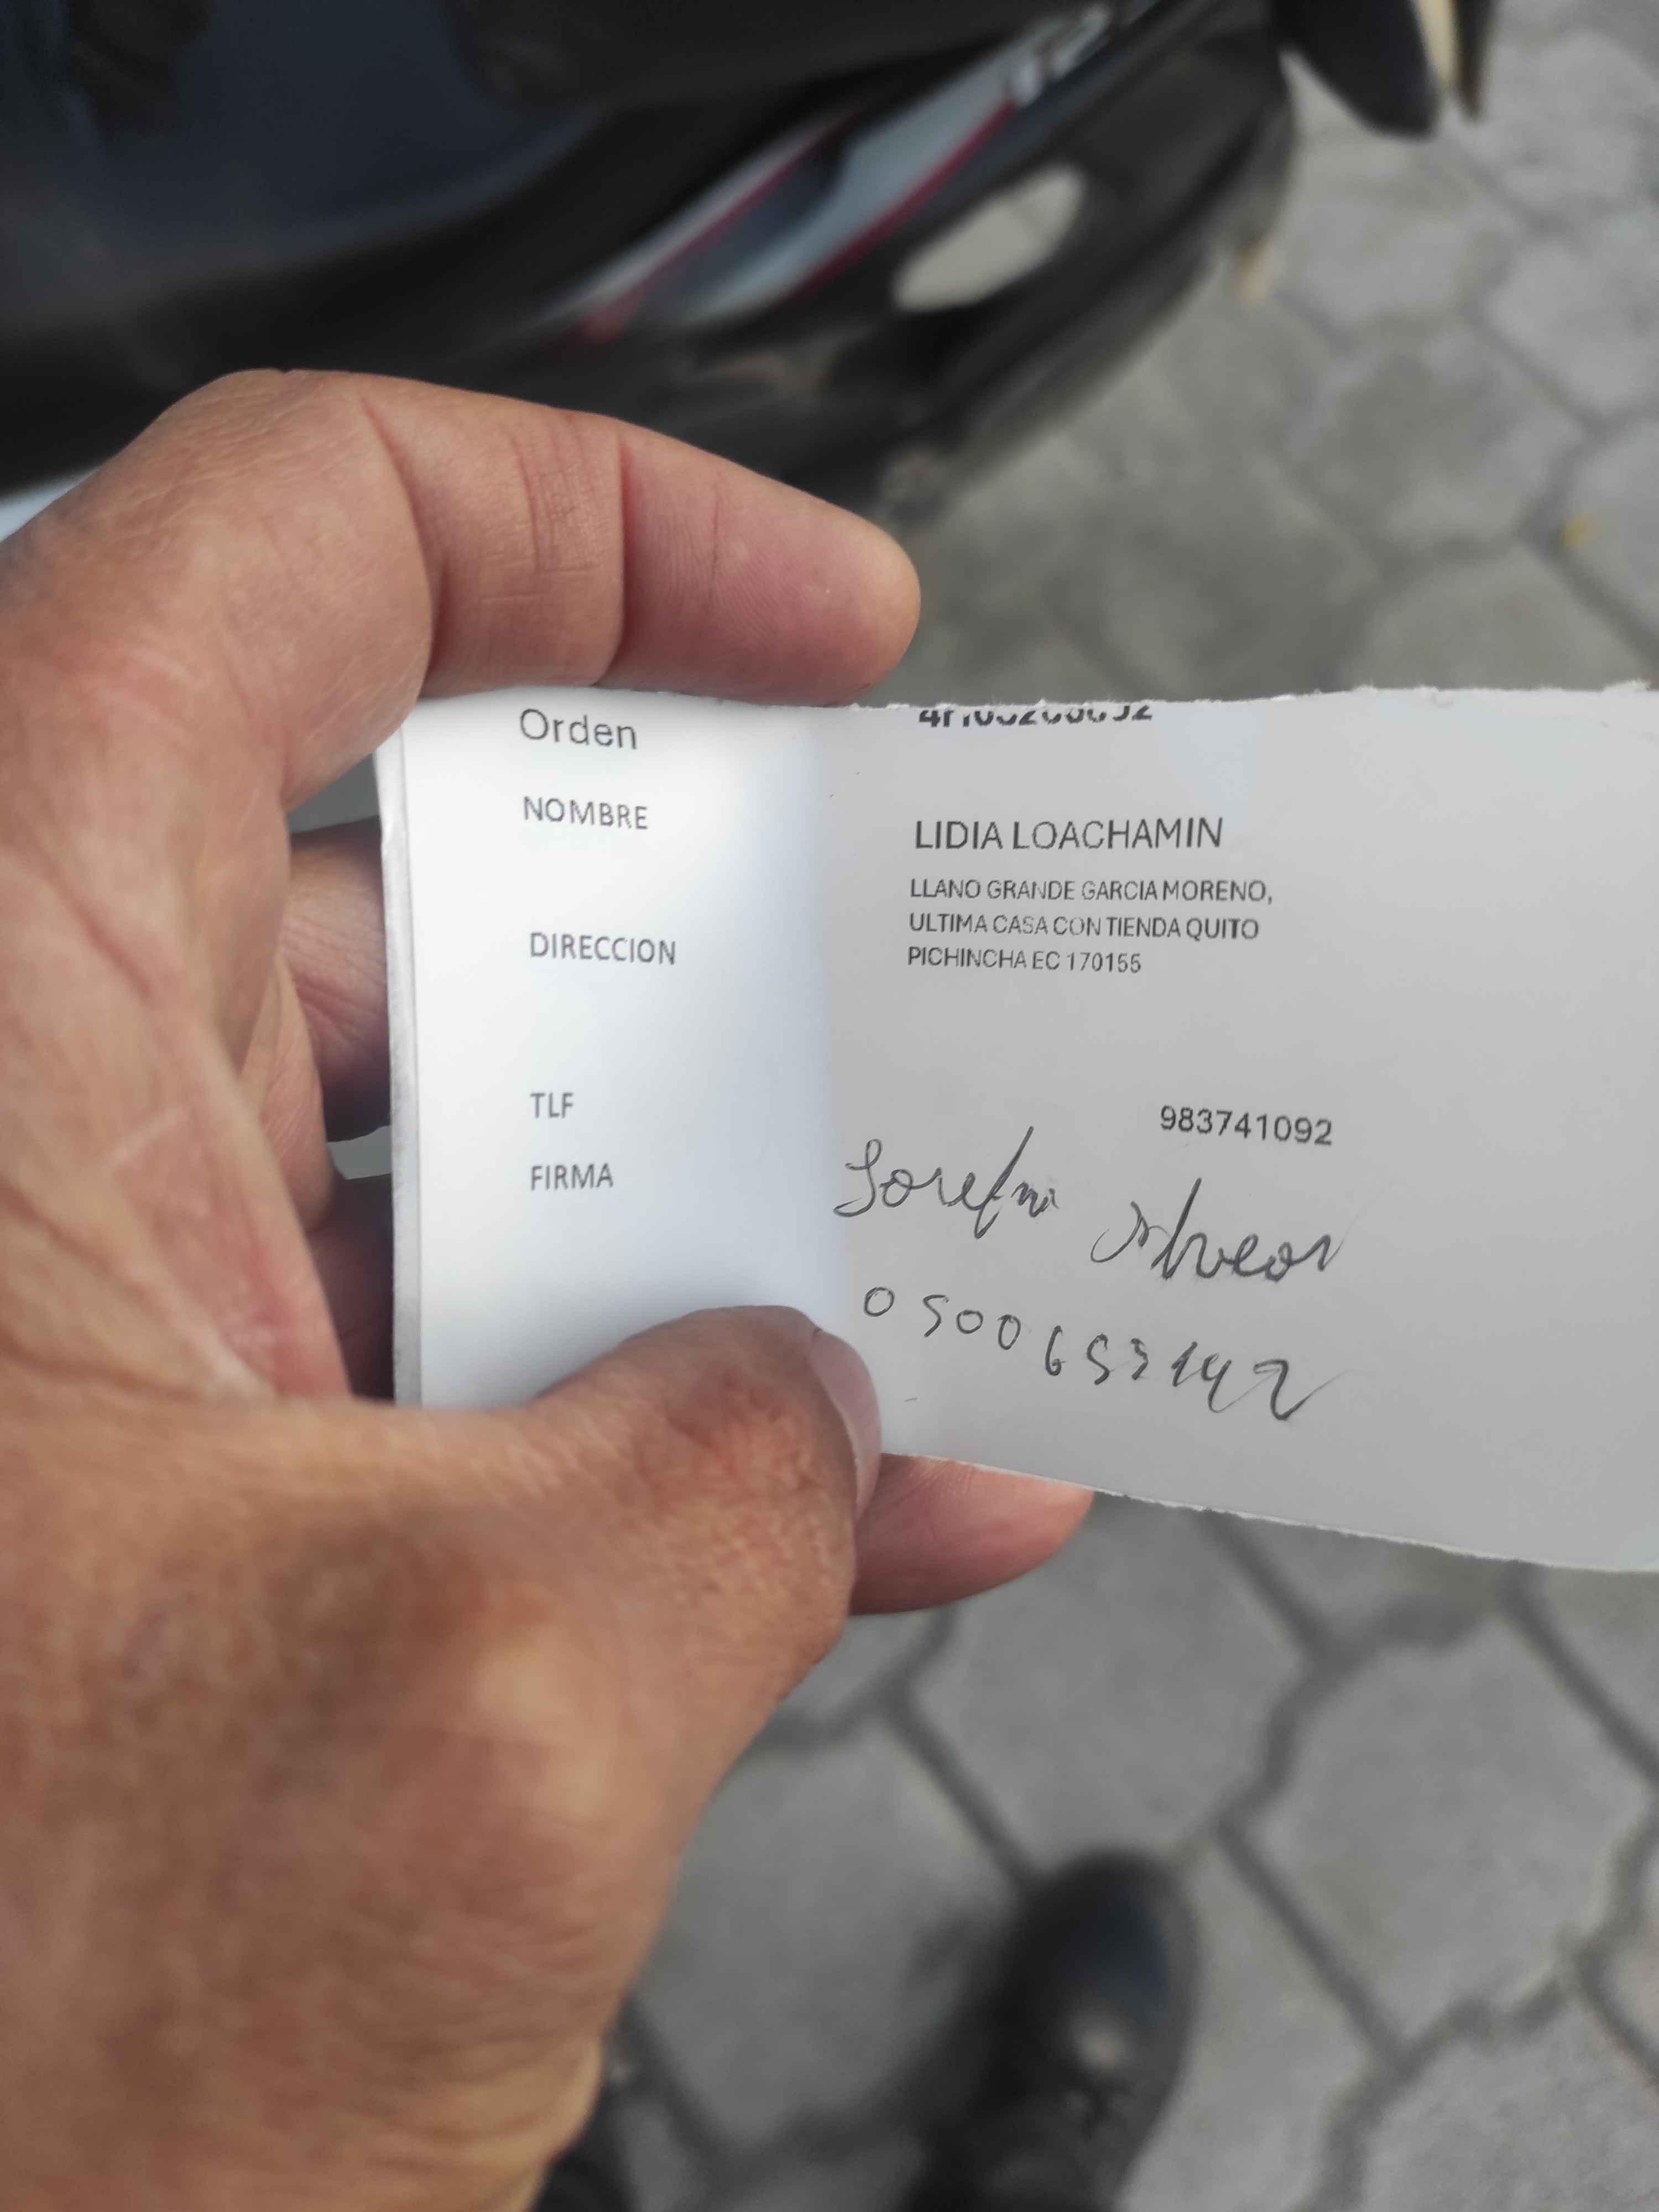 Orden
NOMBRE LIDIA LOACHAMIN
DIRECCION LLANO GRANDE GARCIA MORENO,
ULTIMA CASA CON TIENDA QUITO
PICHINCHA EC 170155
TLF 983741092
FIRMA
0500653142